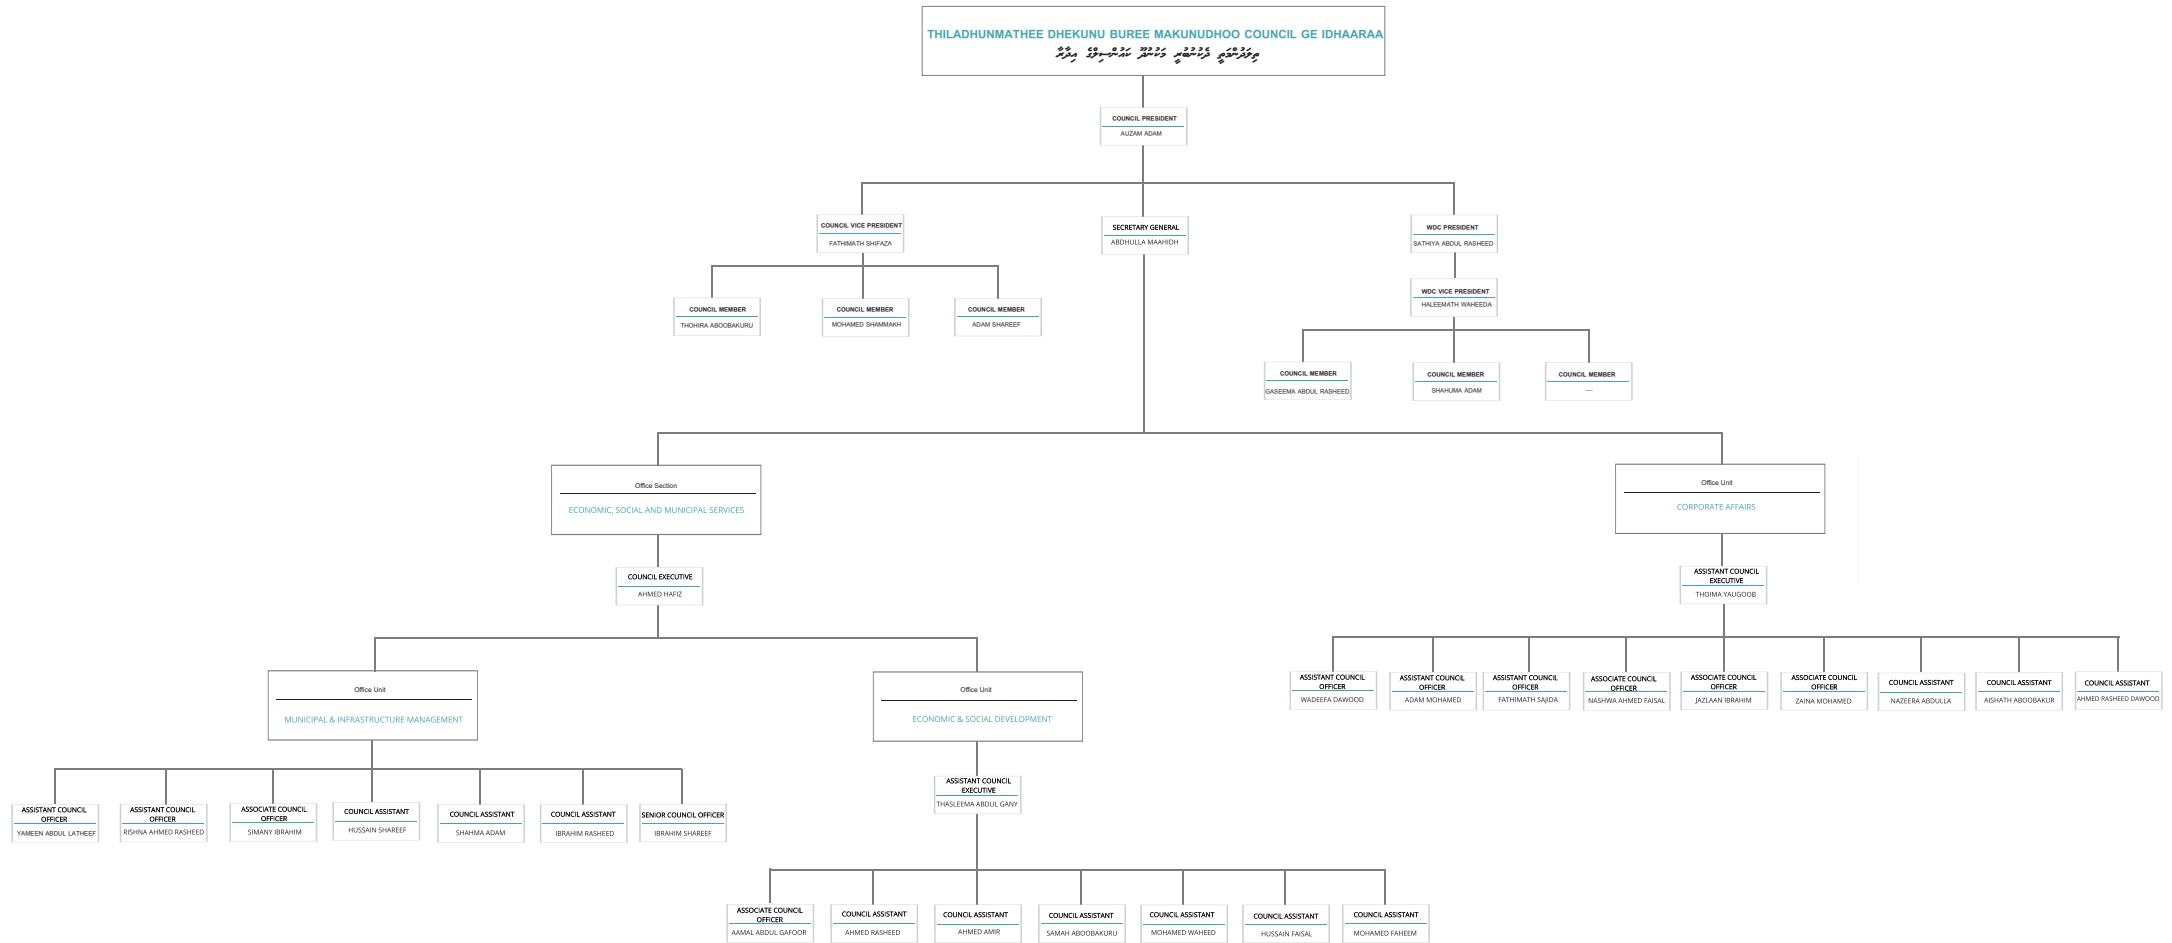 THILADHUNMATHEE DHEKUNU BUREE MAKUNUDHOO COUNCIL GE IDHAARAA
ތިލަދުންމަތީ ދެކުނުބުރީ މަކުނުދޫ ކައުންސިލްގެ އިދާރާ
COUNCIL PRESIDENT
AUZAM ADAM
COUNCIL VICE PRESIDENT
FATHIMATH SHIFAZA
SECRETARY GENERAL
ABDHULLA MAAHIDH
WDC PRESIDENT
SATHIYA ABDUL RASHEED
WDC VICE PRESIDENT
HALEEMATH WAHEEDA
COUNCIL MEMBER
THOHIRA ABOOBAKURU
COUNCIL MEMBER
MOHAMED SHAMMAKH
COUNCIL MEMBER
ADAM SHAREEF
COUNCIL MEMBER
GASEEMA ABDUL RASHEED
COUNCIL MEMBER
SHAHUMA ADAM
COUNCIL MEMBER
—
Office Section
ECONOMIC, SOCIAL AND MUNICIPAL SERVICES
Office Unit
CORPORATE AFFAIRS
COUNCIL EXECUTIVE
AHMED HAFIZ
ASSISTANT COUNCIL
EXECUTIVE
THOIMA YAUGOOB
Office Unit
MUNICIPAL & INFRASTRUCTURE MANAGEMENT
Office Unit
ECONOMIC & SOCIAL DEVELOPMENT
ASSISTANT COUNCIL
OFFICER
WADEEFA DAWOOD
ASSISTANT COUNCIL
OFFICER
ADAM MOHAMED
ASSISTANT COUNCIL
OFFICER
FATHIMATH SAJIDA
ASSOCIATE COUNCIL
OFFICER
NASHWA AHMED FAISAL
ASSOCIATE COUNCIL
OFFICER
JAZLAAN IBRAHIM
ASSOCIATE COUNCIL
OFFICER
ZAINA MOHAMED
COUNCIL ASSISTANT
NAZEERA ABDULLA
COUNCIL ASSISTANT
AISHATH ABOOBAKUR
COUNCIL ASSISTANT
AHMED RASHEED DAWOOD
ASSISTANT COUNCIL
OFFICER
YAMEEN ABDUL LATHEEF
ASSISTANT COUNCIL
OFFICER
RISHNA AHMED RASHEED
ASSOCIATE COUNCIL
OFFICER
SIMANY IBRAHIM
COUNCIL ASSISTANT
HUSSAIN SHAREEF
COUNCIL ASSISTANT
SHAHMA ADAM
COUNCIL ASSISTANT
IBRAHIM RASHEED
SENIOR COUNCIL OFFICER
IBRAHIM SHAREEF
ASSISTANT COUNCIL
EXECUTIVE
THASLEEMA ABDUL GANY
ASSOCIATE COUNCIL
OFFICER
AAMAL ABDUL GAFOOR
COUNCIL ASSISTANT
AHMED RASHEED
COUNCIL ASSISTANT
AHMED AMIR
COUNCIL ASSISTANT
SAMAH ABOOBAKURU
COUNCIL ASSISTANT
MOHAMED WAHEED
COUNCIL ASSISTANT
HUSSAIN FAISAL
COUNCIL ASSISTANT
MOHAMED FAHEEM